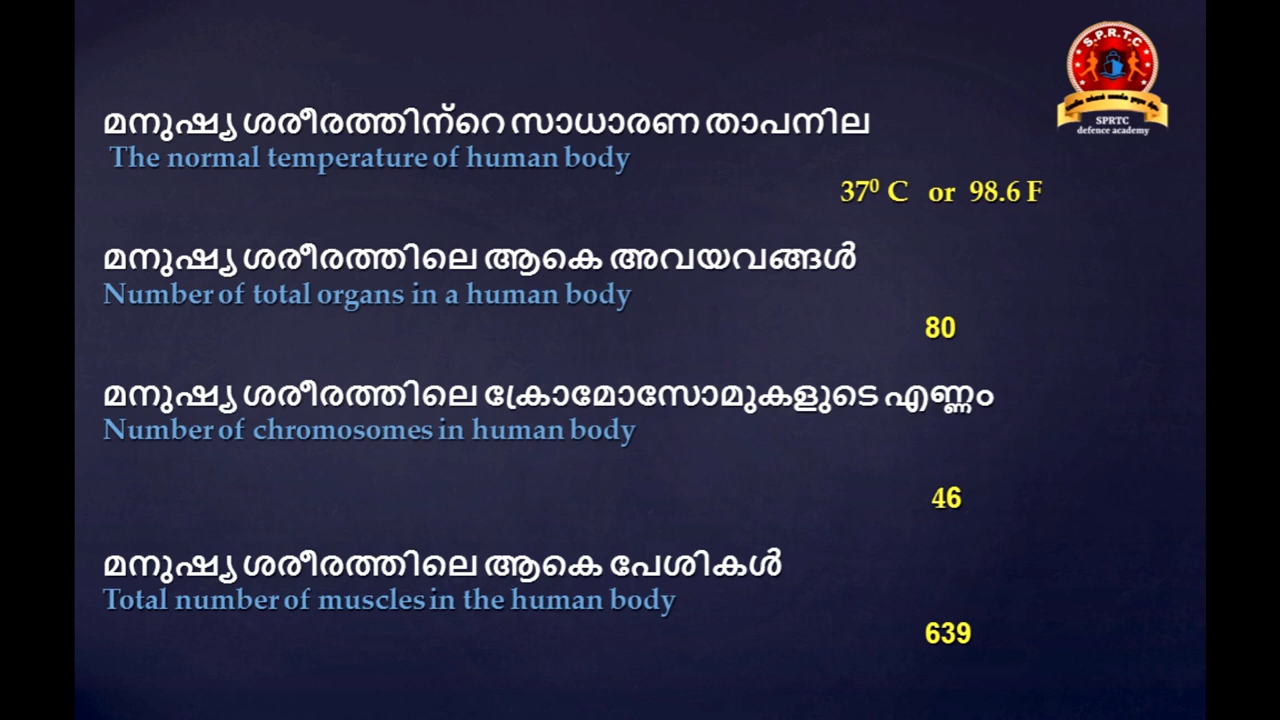 S.P.R.T.C
SPRTC
defence academy
മനുഷ്യ ശരീരത്തിന്റെ സാധാരണ താപനില
The normal temperature of human body
37⁰ C or 98.6 F
മനുഷ്യ ശരീരത്തിലെ ആകെ അവയവങ്ങൾ
Number of total organs in a human body
80
മനുഷ്യ ശരീരത്തിലെ ക്രോമോസോമുകളുടെ എണ്ണം
Number of chromosomes in human body
46
മനുഷ്യ ശരീരത്തിലെ ആകെ പേശികൾ
Total number of muscles in the human body
639